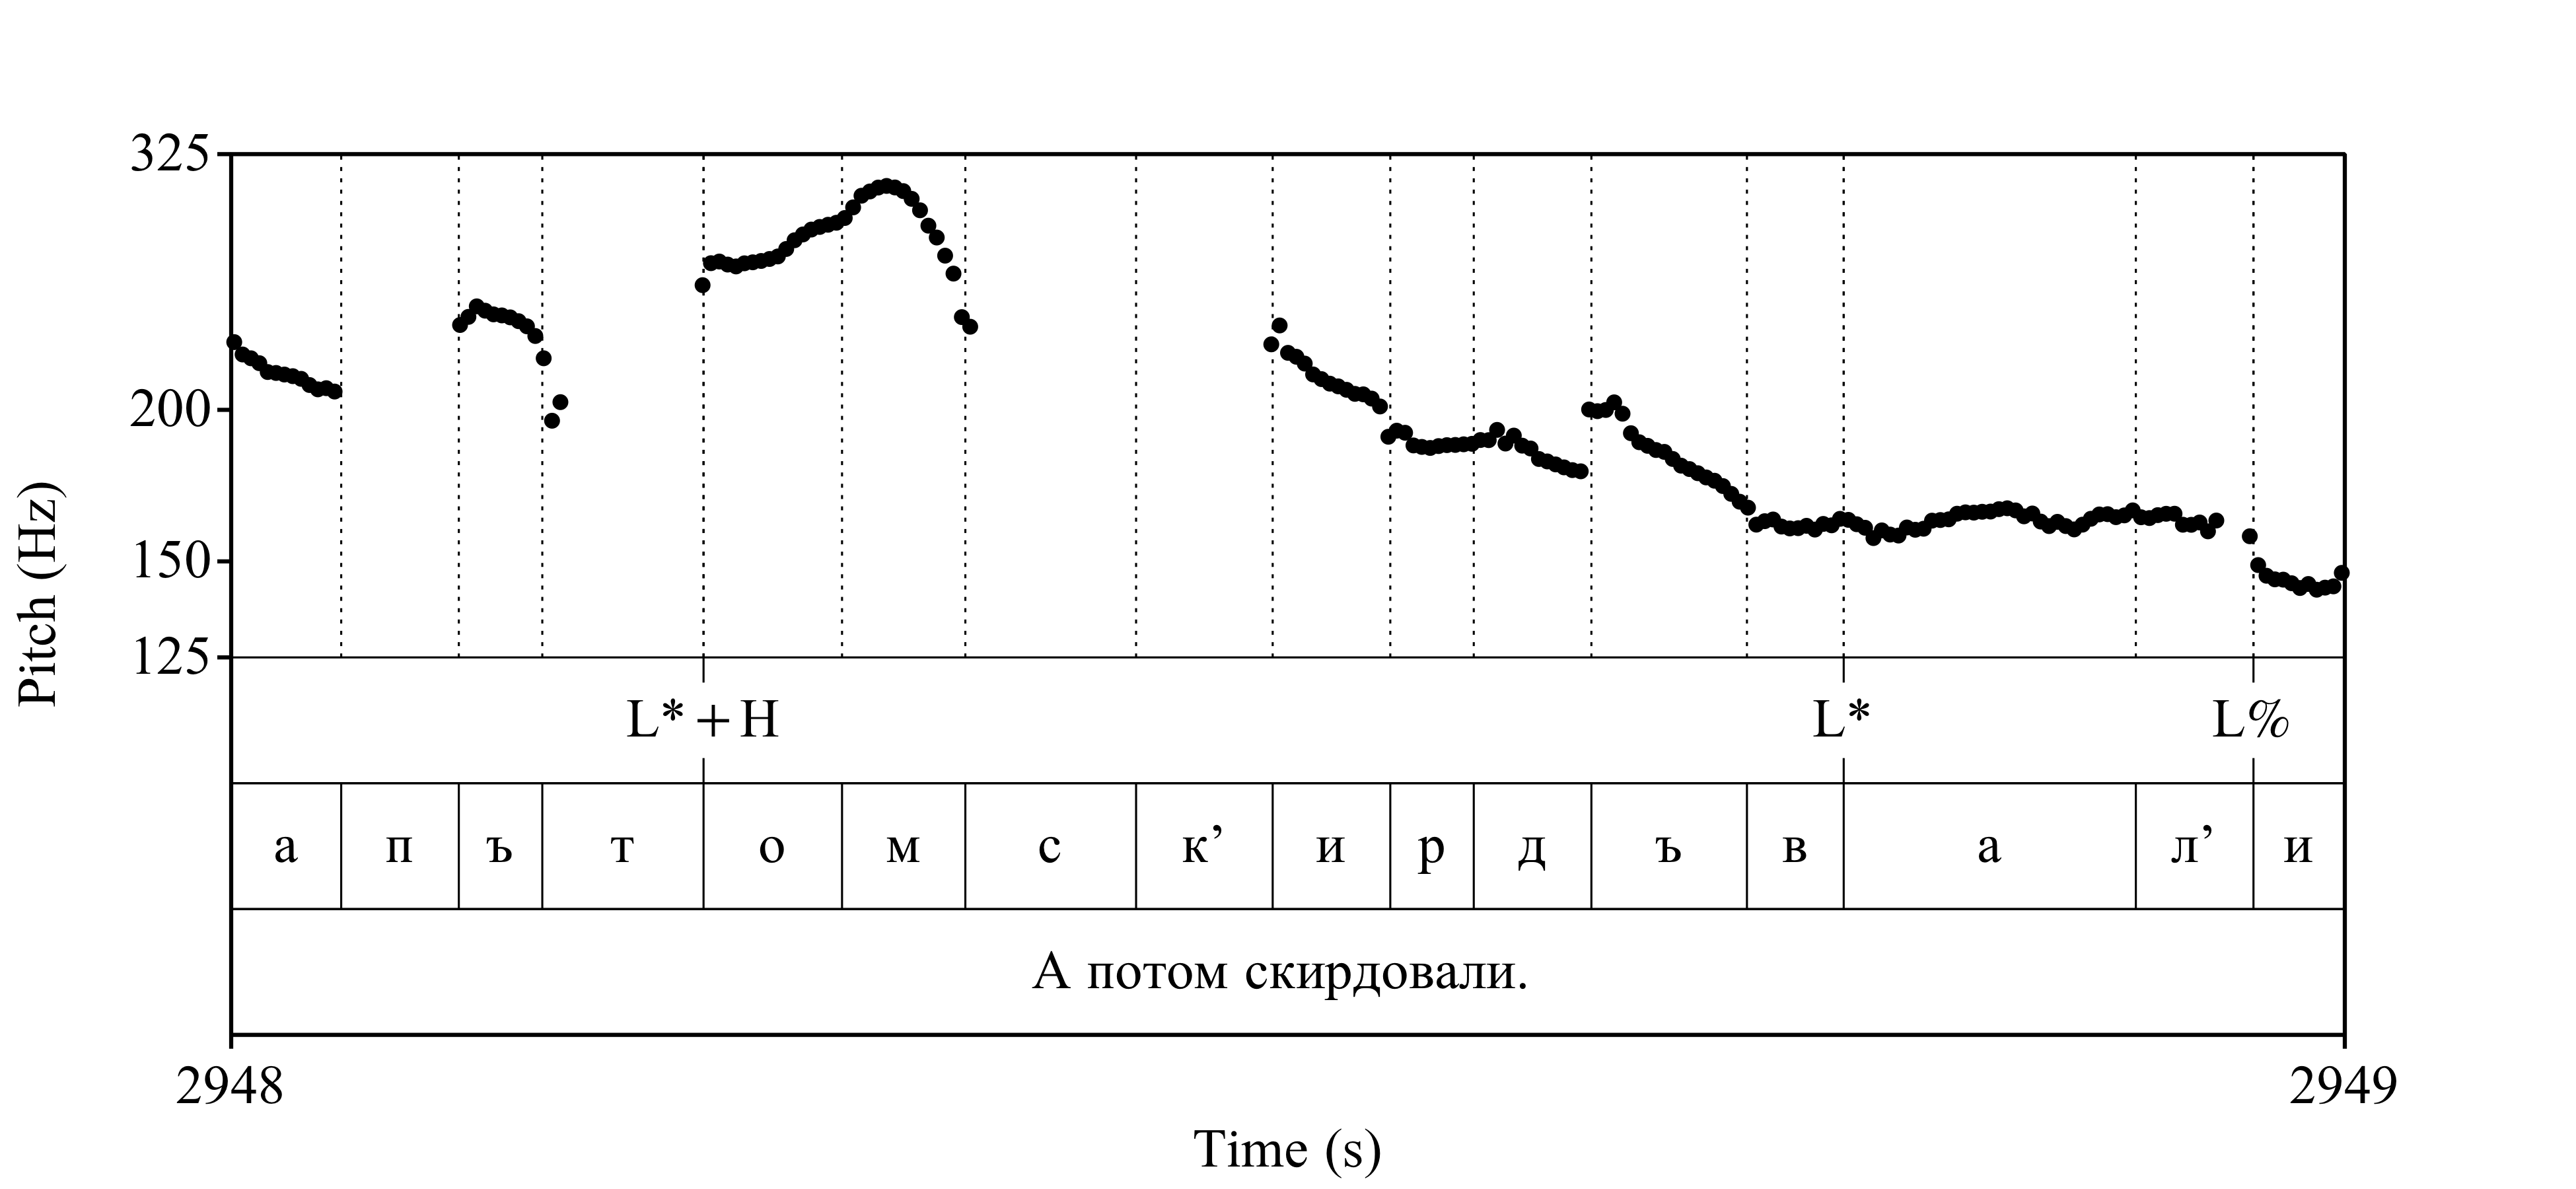 325
200
150
125
Pitch (Hz)
L*+H L* L%
а п ъ т о м с к’ и р д ъ в а л’ и
А потом скирдовали.
2948 2949
Time (s)